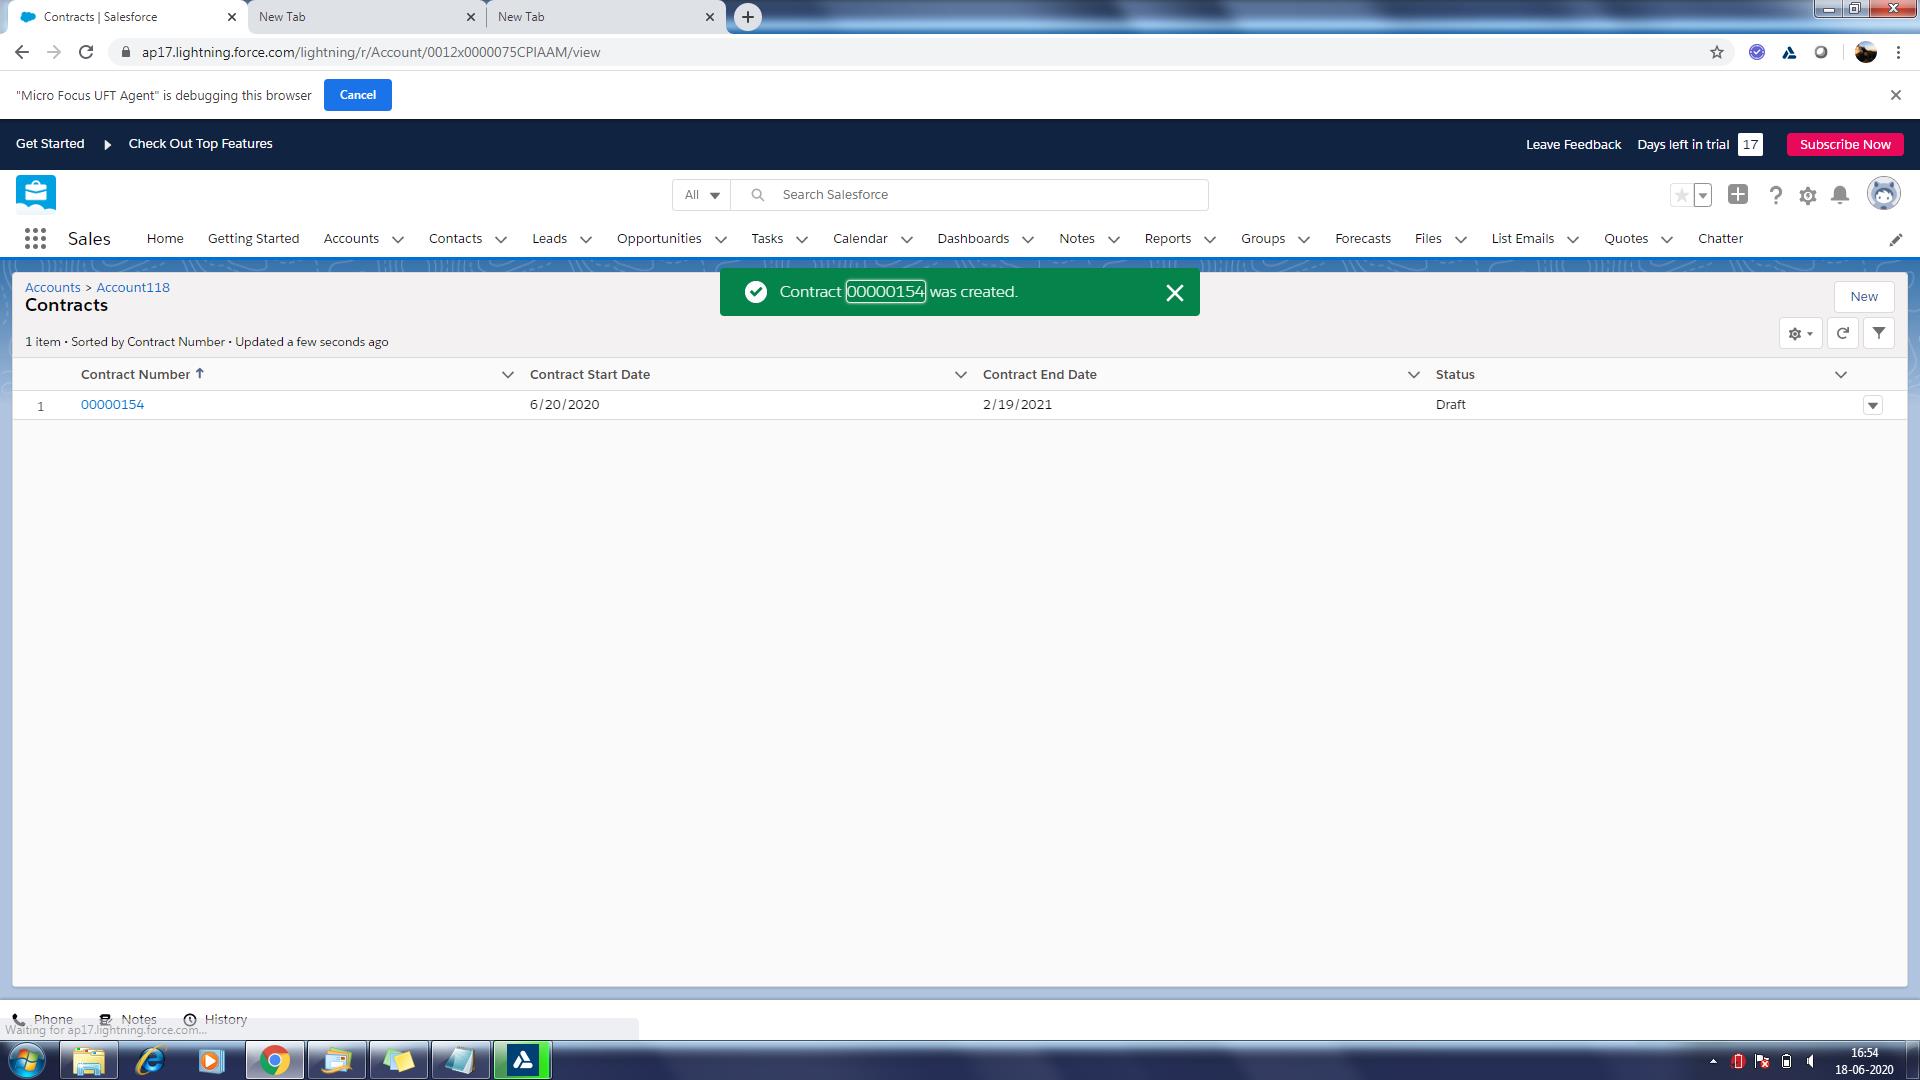 Contracts | Salesforce
New Tab
New Tab
ap17.lightning.force.com/lightning/r/Account/0012x0000075CPIAAM/view
"Micro Focus UFT Agent" is debugging this browser Cancel
Get Started Check Out Top Features Leave Feedback Days left in trial 17 Subscribe Now
All Search Salesforce
Sales Home Getting Started Accounts Contacts Leads Opportunities Tasks Calendar Dashboards Notes Reports Groups Forecasts Files List Emails Quotes Chatter
Accounts > Account118
Contracts
Contract 00000154 was created.
New
1 item • Sorted by Contract Number • Updated a few seconds ago
Contract Number Contract Start Date Contract End Date Status
1 00000154 6/20/2020 2/19/2021 Draft
Phone Notes History
Waiting for ap17.lightning.force.com...
16:54
18-06-2020